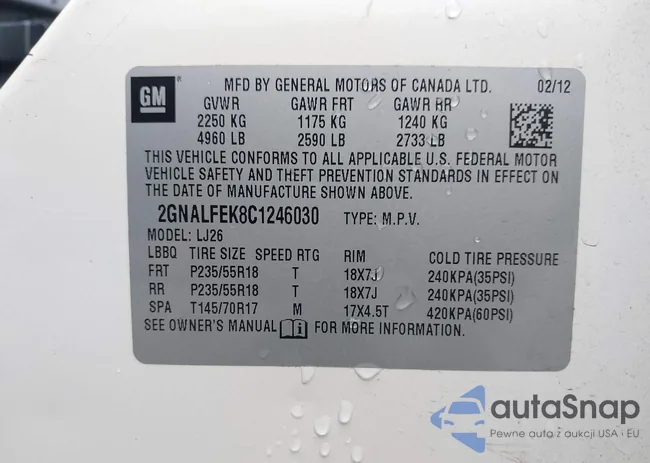 GM
MFD BY GENERAL MOTORS OF CANADA LTD. 02/12
GVWR GAWR FRT GAWR RR
2250 KG 1175 KG 1240 KG
4960 LB 2590 LB 2733 LB
THIS VEHICLE CONFORMS TO ALL APPLICABLE U.S. FEDERAL MOTOR
VEHICLE SAFETY AND THEFT PREVENTION STANDARDS IN EFFECT ON
THE DATE OF MANUFACTURE SHOWN ABOVE.
2GNALFEK8C1246030 TYPE: M.P.V.
MODEL: LJ26
LBBQ TIRE SIZE SPEED RTG RIM COLD TIRE PRESSURE
FRT P235/55R18 T 18X7J 240KPA(35PSI)
RR P235/55R18 T 18X7J 240KPA(35PSI)
SPA T145/70R17 M 17X4.5T 420KPA(60PSI)
SEE OWNER'S MANUAL i FOR MORE INFORMATION.
autaSnap
Pewne auta z aukcji USA i EU